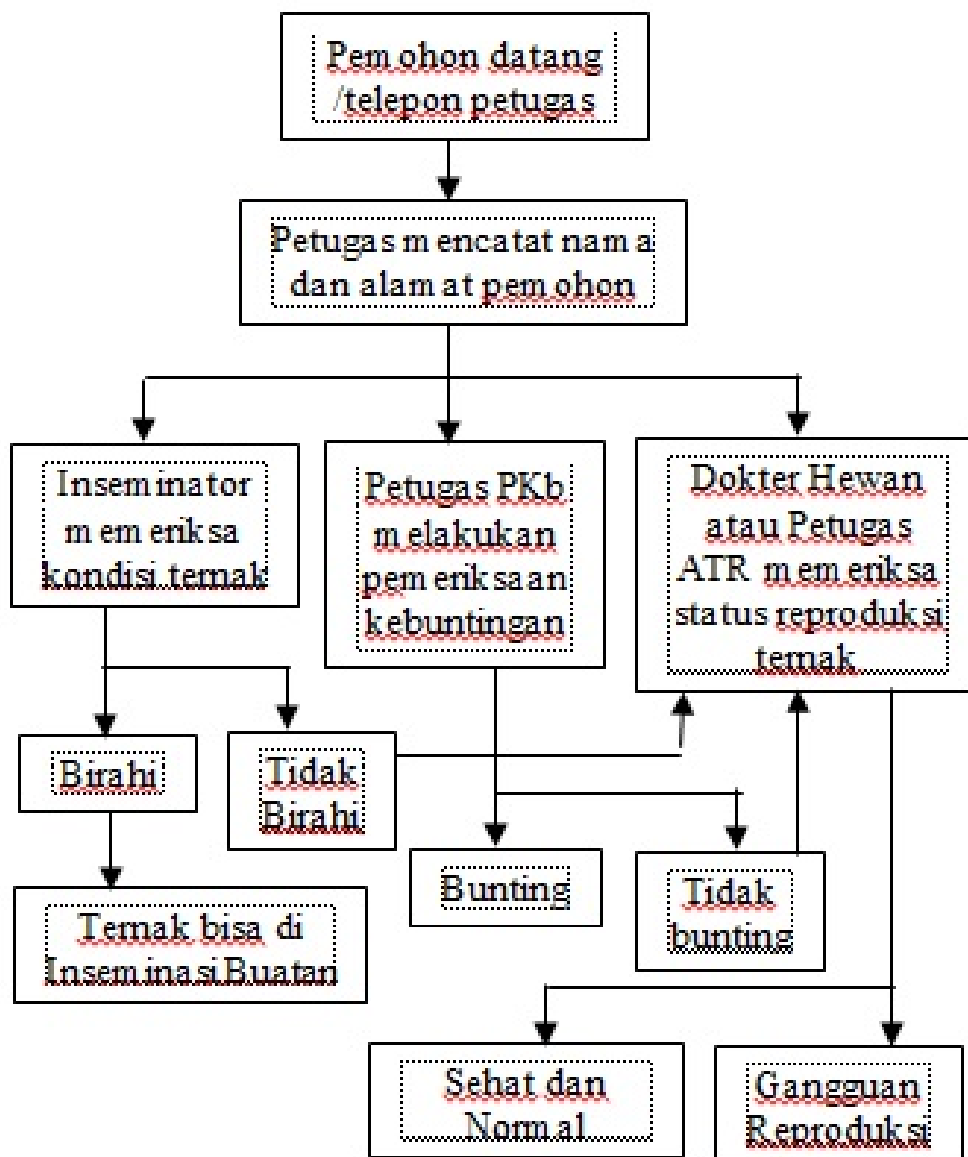 Pemohon datang
/telepon petugas
Petugas mencatat nama
dan alamat pemohon
Inseminator
memeriksa
kondisi ternak
Petugas PKb
melakukan
pemeriksaan
kebuntingan
Dokter Hewan
atau Petugas
ATR memeriksa
status reproduksi
ternak
Birahi
Tidak
Birahi
Bunting
Tidak
bunting
Ternak bisa di
Inseminasi Buatan
Sehat dan
Normal
Gangguan
Reproduksi